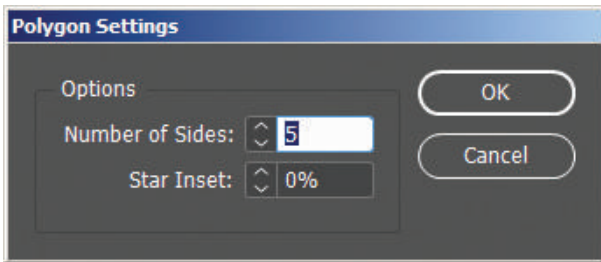 Polygon Settings
Options
Number of Sides: 5
Star Inset: 0%
OK
Cancel